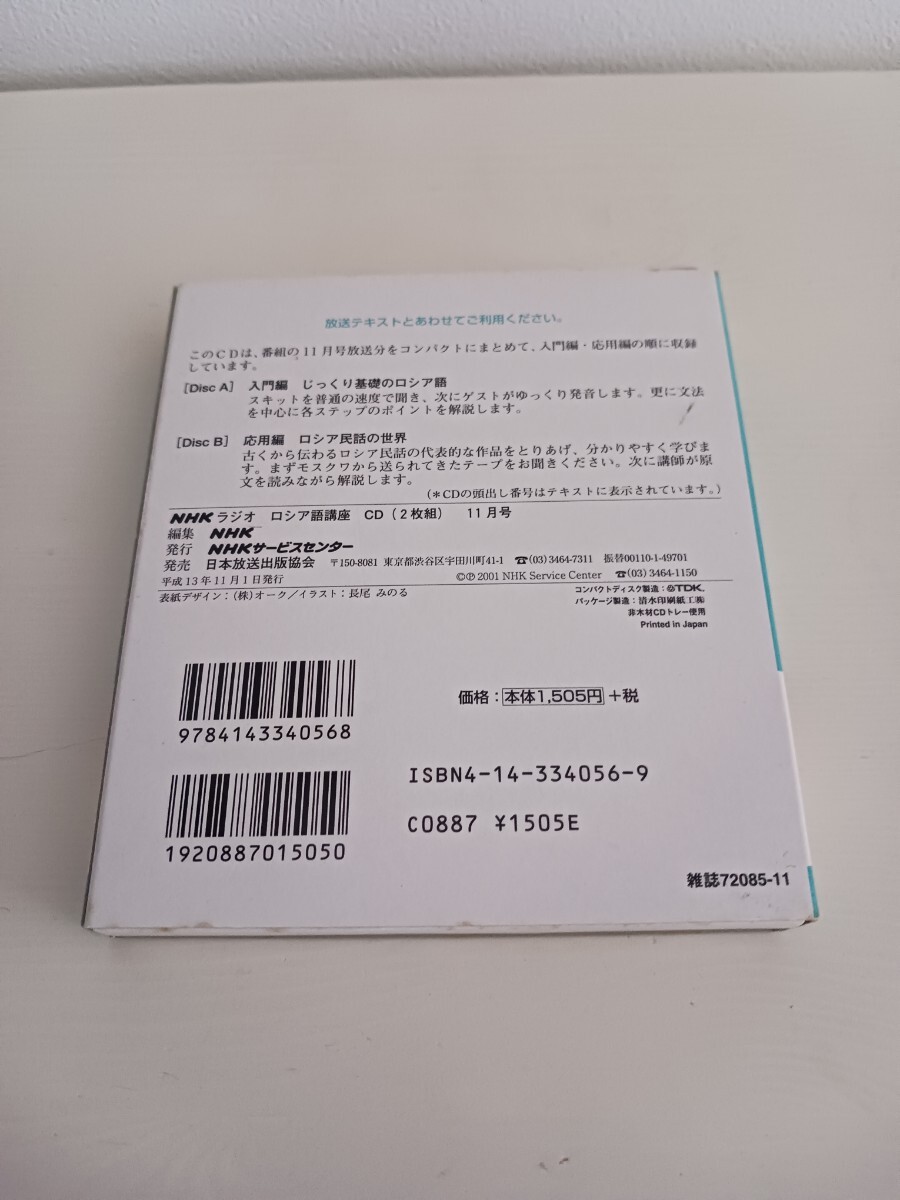 放送テキストとあわせてご利用ください。
このCDは、番組の11月号放送分をコンパクトにまとめて、入門編・応用編の順に収録
しています。
[Disc A] 入門編 じっくり基礎のロシア語
スキットを普通の速度で聞き、次にゲストがゆっくり発音します。更に文法
を中心に各ステップのポイントを解説します。
[Disc B] 応用編 ロシア民話の世界
古くから伝わるロシア民話の代表的な作品をとりあげ、分かりやすく学びま
す。まずモスクワから送られてきたテープをお聞きください。次に講師が原
文を読みながら解説します。
(*CDの頭出し番号はテキストに表示されています。)
NHKラジオ ロシア語講座 CD(2枚組) 11月号
編集 NHK
発行 NHKサービスセンター
発売 日本放送出版協会 〒150-8081 東京都渋谷区宇田川町41-1 ☎(03)3464-7311 振替00110-1-49701
平成13年11月1日発行 ©℗2001 NHK Service Center ☎(03)3464-1150
表紙デザイン:(株)オーク/イラスト:長尾 みのる
コンパクトディスク製造:TDK.
パッケージ製造:清水印刷紙工㈱
非木材CDトレー使用
Printed in Japan
9784143340568
価格:本体1,505円+税
ISBN4-14-334056-9
1920887015050
C0887 ¥1505E
雑誌72085-11